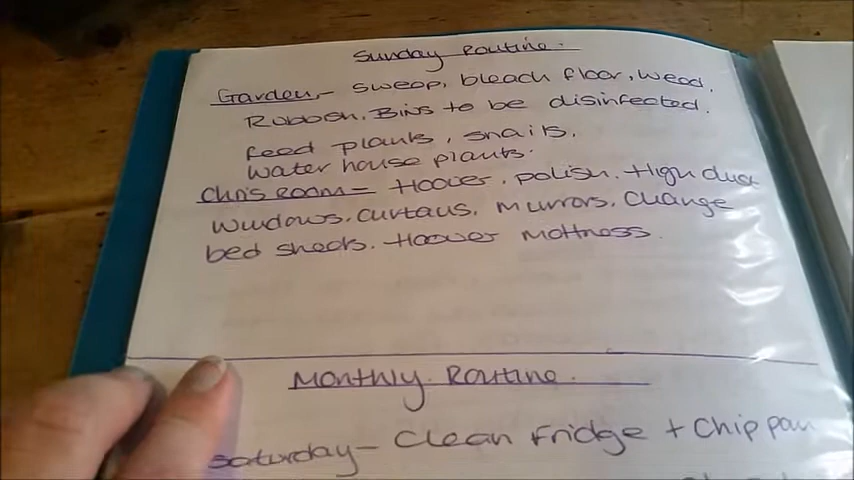 Sunday Routine.
Garden - Sweep, bleach floor, weed.
Rubbish. Bins to be disinfected.
feed plants, snails.
water house plants.
Chris Room - Hoover. polish. High dust
windows. curtains. mirrors. Change
bed sheets. Hoover mattress.
Monthly Routine.
Saturday - Clean fridge + Chip pan